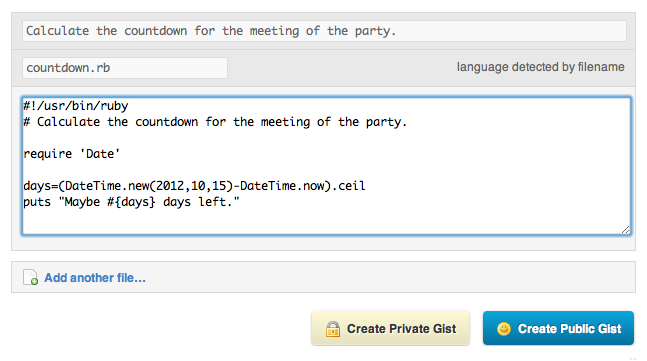 Calculate the countdown for the meeting of the party.
countdown.rb
language detected by filename
#!/usr/bin/ruby
# Calculate the countdown for the meeting of the party.
require 'Date'
days=(DateTime.new(2012,10,15)-DateTime.now).ceil
puts "Maybe #{days} days left."
Add another file...
Create Private Gist
Create Public Gist